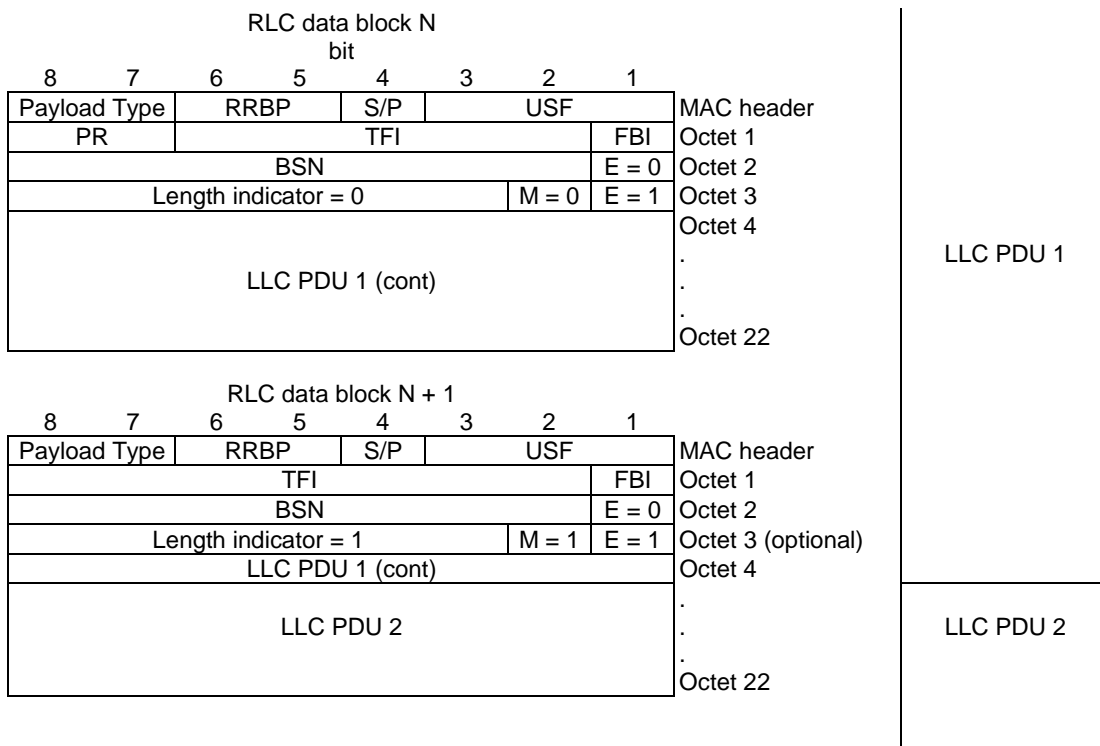 RLC data block N
bit
8 7 6 5 4 3 2 1
Payload Type RRBP S/P USF MAC header
PR TFI FBI Octet 1
BSN E = 0 Octet 2
Length indicator = 0 M = 0 E = 1 Octet 3
Octet 4
.
LLC PDU 1 (cont) . LLC PDU 1
.
Octet 22
RLC data block N + 1
8 7 6 5 4 3 2 1
Payload Type RRBP S/P USF MAC header
TFI FBI Octet 1
BSN E = 0 Octet 2
Length indicator = 1 M = 1 E = 1 Octet 3 (optional)
LLC PDU 1 (cont) Octet 4
.
LLC PDU 2 . LLC PDU 2
.
Octet 22